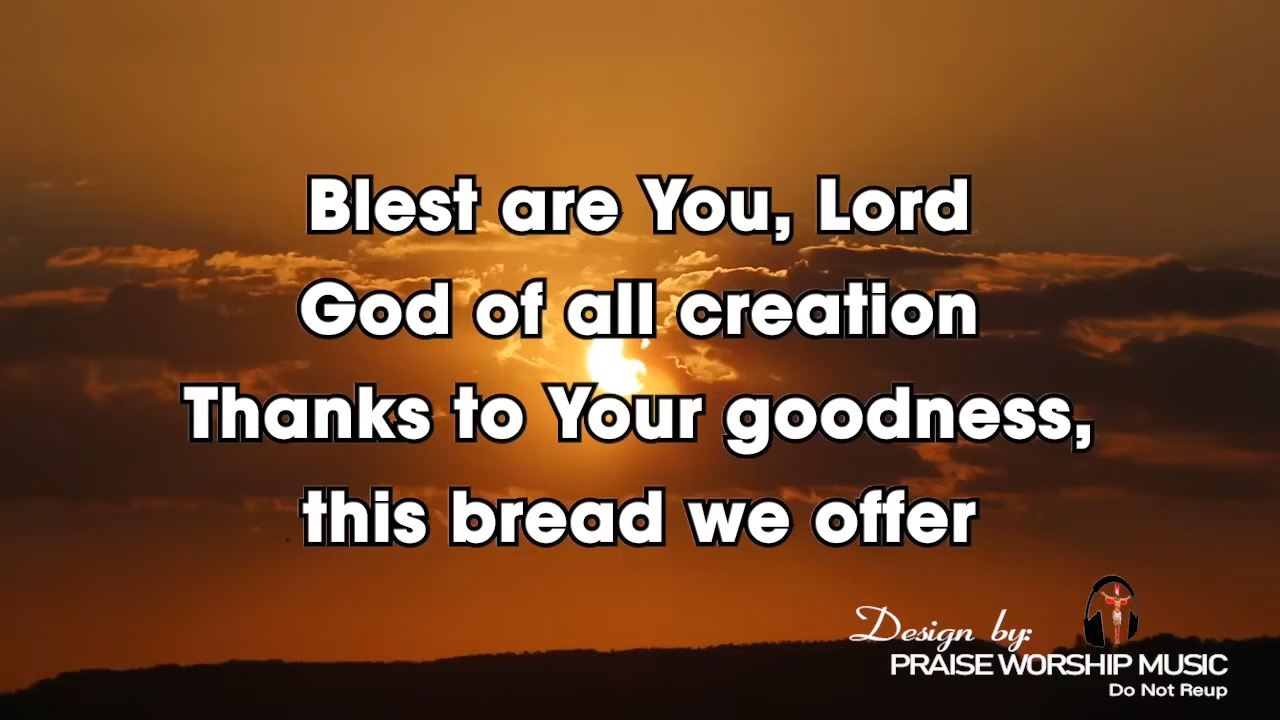 Blest are You, Lord
God of all creation
Thanks to Your goodness,
this bread we offer
Design by:
PRAISE WORSHIP MUSIC
Do Not Reup